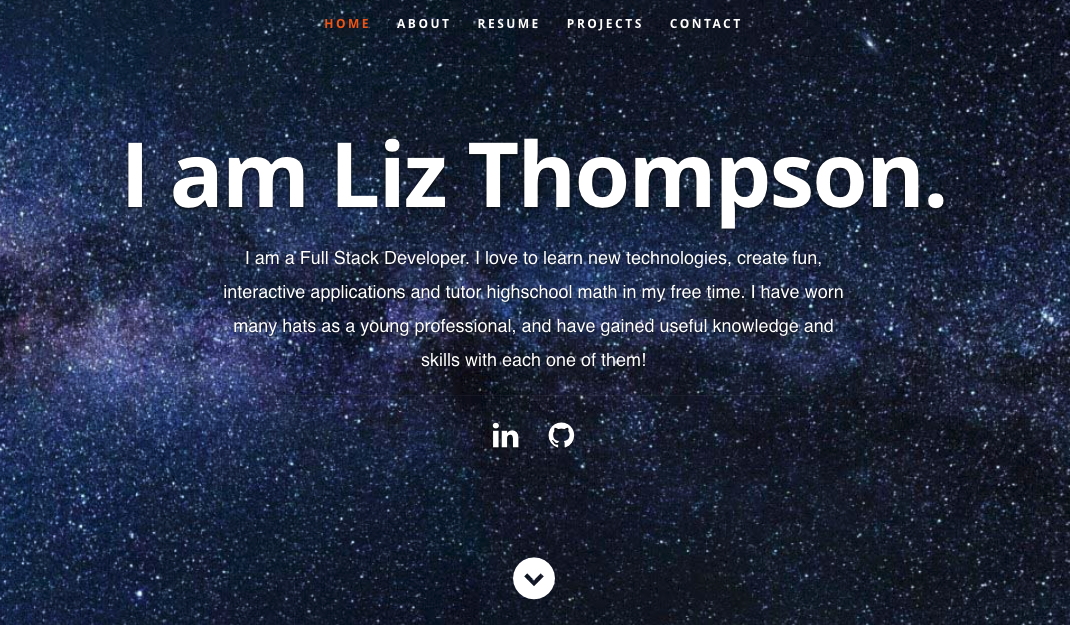 HOME ABOUT RESUME PROJECTS CONTACT
I am Liz Thompson.
I am a Full Stack Developer. I love to learn new technologies, create fun,
interactive applications and tutor highschool math in my free time. I have worn
many hats as a young professional, and have gained useful knowledge and
skills with each one of them!
in